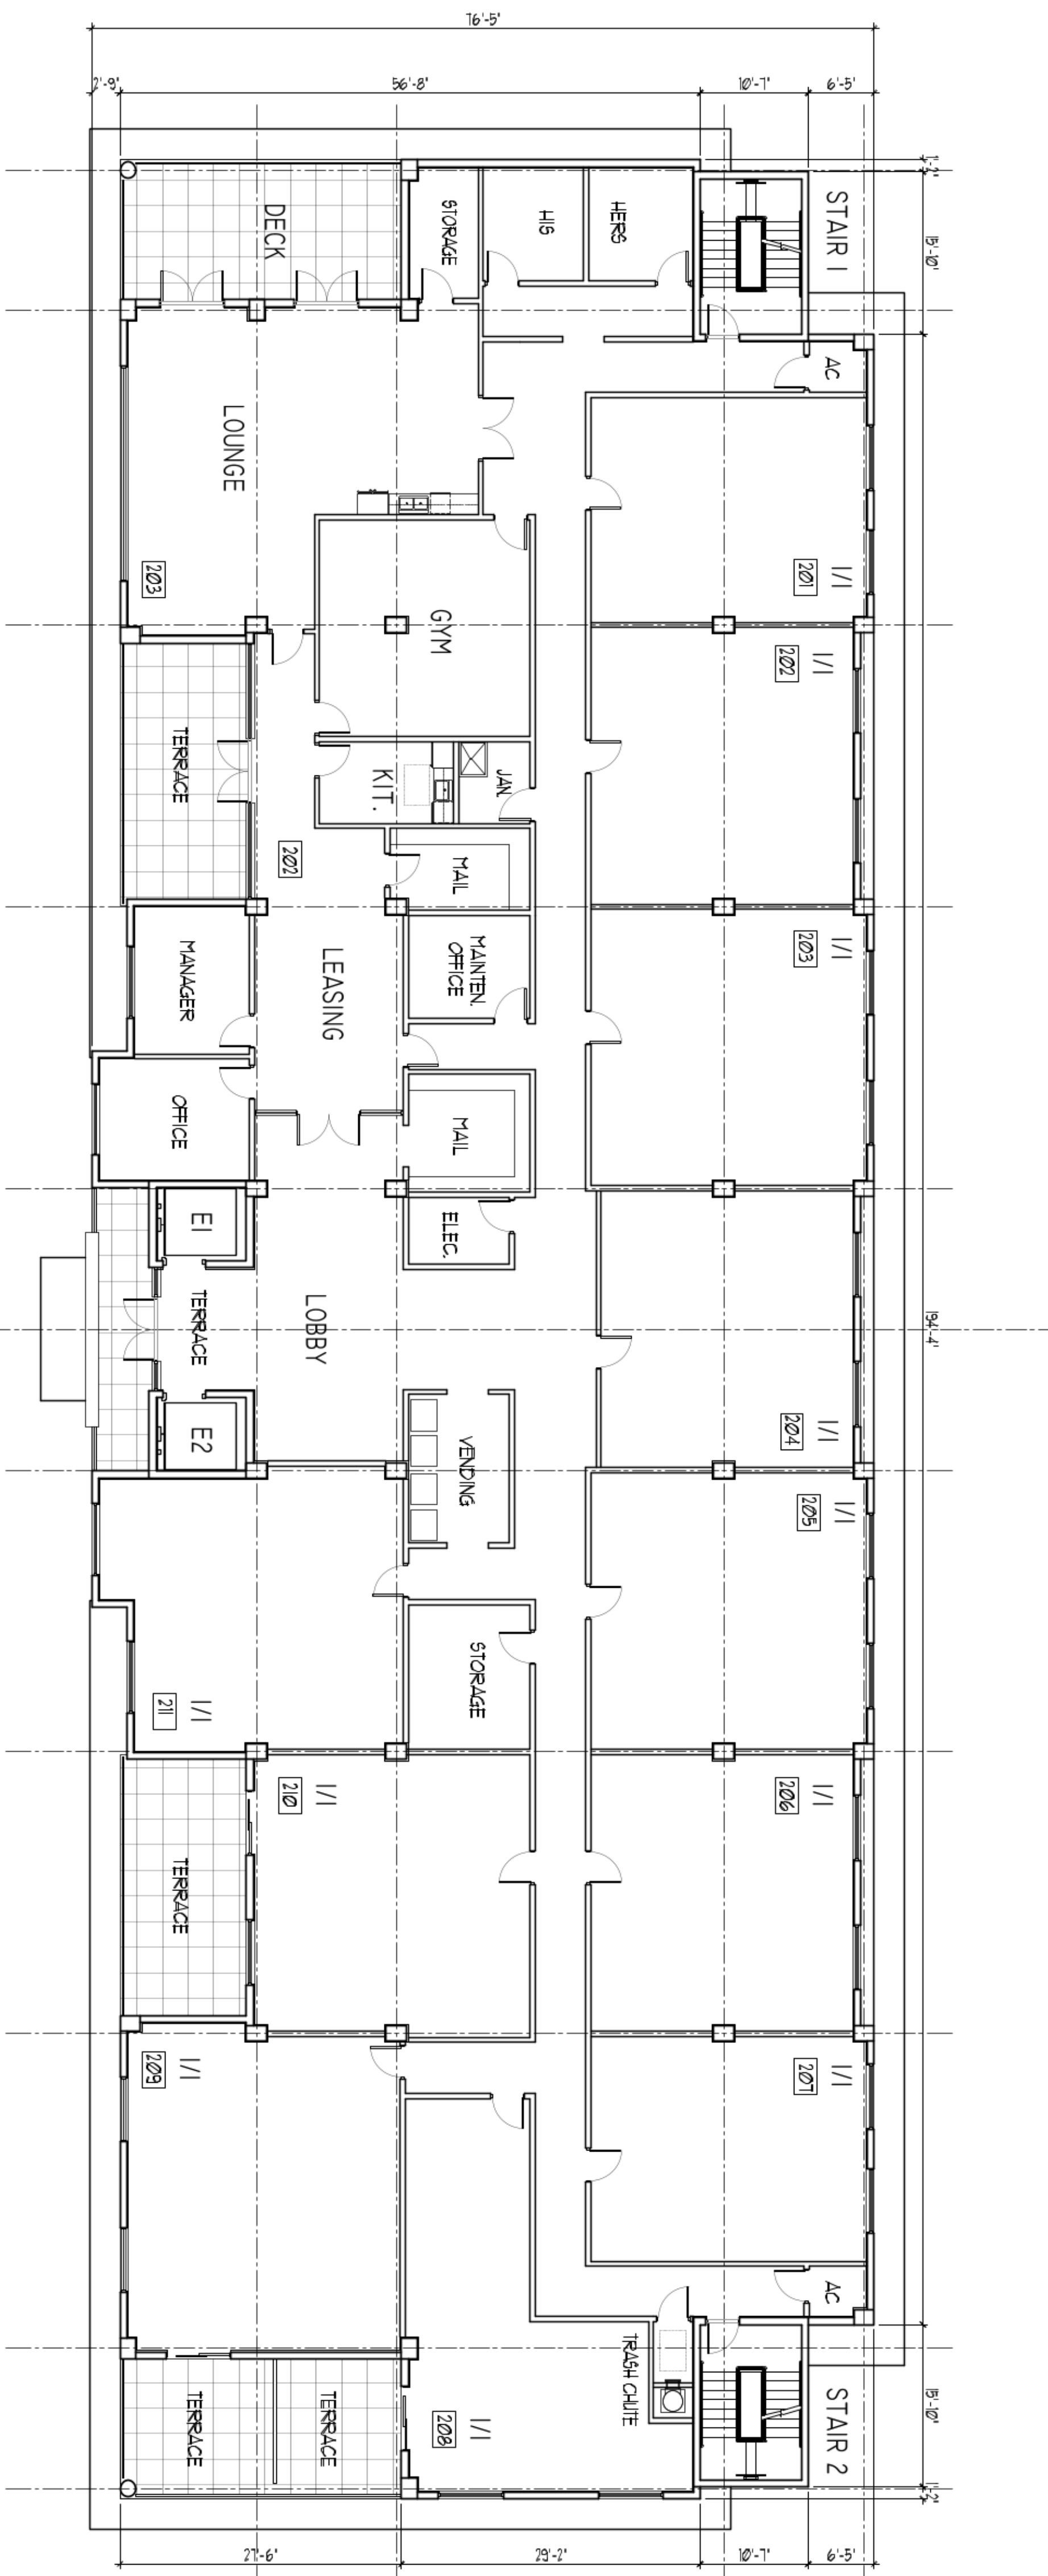 76'-5"
2'-9"
56'-8"
10'-7"
6'-5"
1'-2"
15'-10"
194'-4"
15'-10"
1'-2"
27'-6"
29'-2"
10'-7"
6'-5"
STAIR 1
HERS
HIS
STORAGE
DECK
AC
LOUNGE
203
1/1
201
GYM
1/1
202
TERRACE
KIT.
JAN.
202
MAIL
1/1
203
MAINTEN.
OFFICE
LEASING
MANAGER
MAIL
OFFICE
ELEC.
E1
LOBBY
TERRACE
E2
1/1
204
VENDING
1/1
205
STORAGE
1/1
211
1/1
206
1/1
210
TERRACE
1/1
207
1/1
209
AC
TRASH CHUTE
STAIR 2
1/1
208
TERRACE
TERRACE